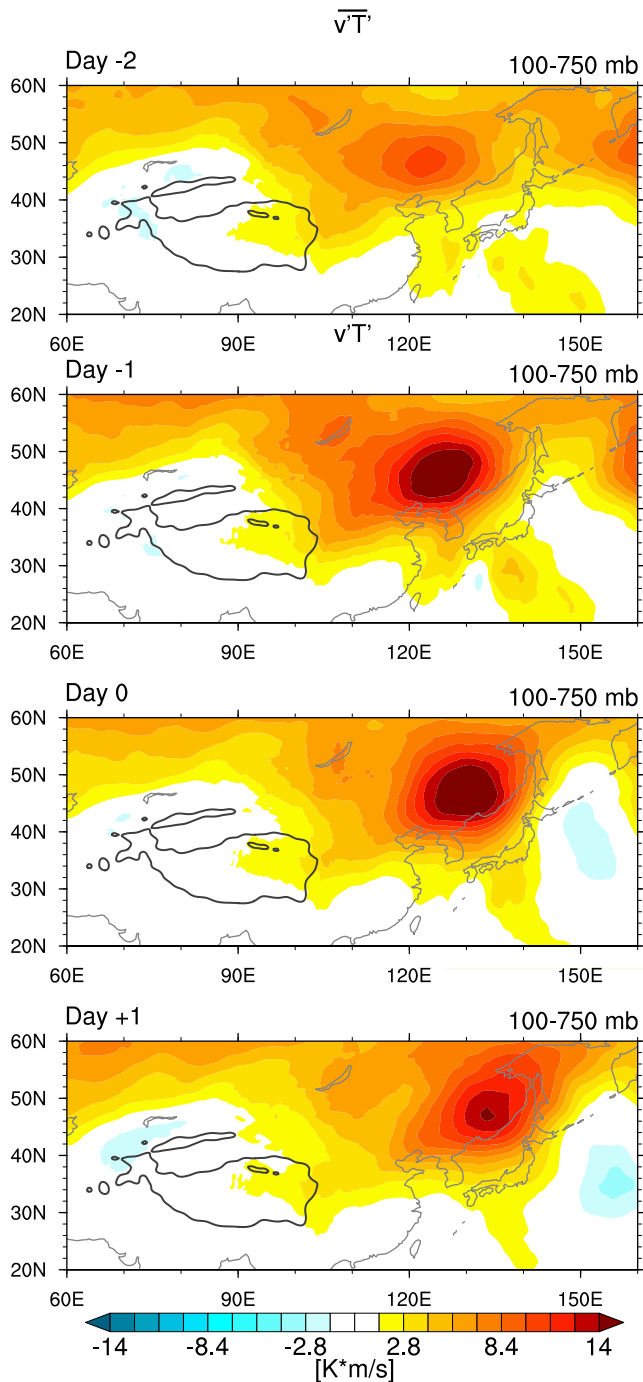 v'T'
Day -2 100-750 mb
60N
50N
40N
30N
20N
60E 90E 120E 150E
v'T'
Day -1 100-750 mb
60N
50N
40N
30N
20N
60E 90E 120E 150E
Day 0 100-750 mb
60N
50N
40N
30N
20N
60E 90E 120E 150E
Day +1 100-750 mb
60N
50N
40N
30N
20N
60E 90E 120E 150E
-14 -8.4 -2.8 2.8 8.4 14
[K*m/s]